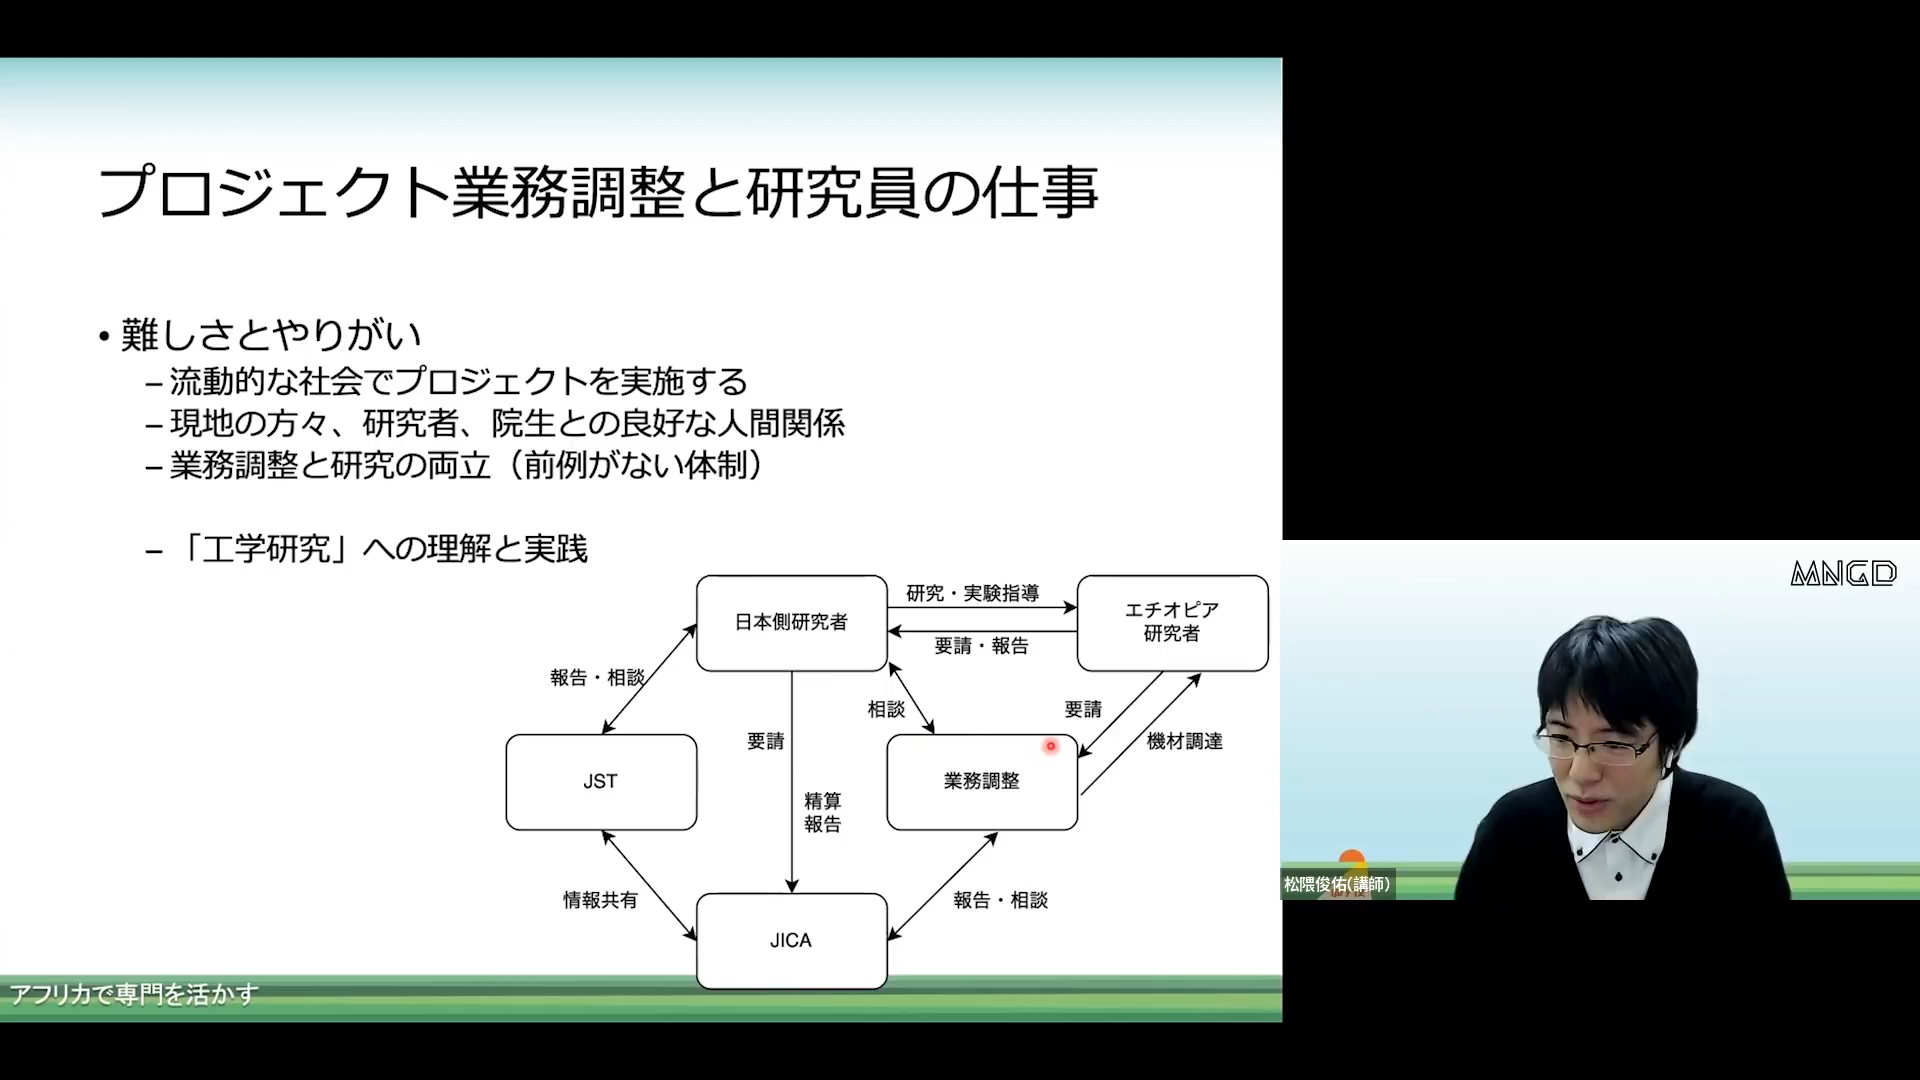 プロジェクト業務調整と研究員の仕事
• 難しさとやりがい
– 流動的な社会でプロジェクトを実施する
– 現地の方々、研究者、院生との良好な人間関係
– 業務調整と研究の両立（前例がない体制）
– 「工学研究」への理解と実践
日本側研究者
研究・実験指導
エチオピア
研究者
要請・報告
報告・相談
相談
要請
要請
機材調達
JST
業務調整
精算
報告
情報共有
報告・相談
JICA
アフリカで専門を活かす
MNGD
松隈俊佑(講師)